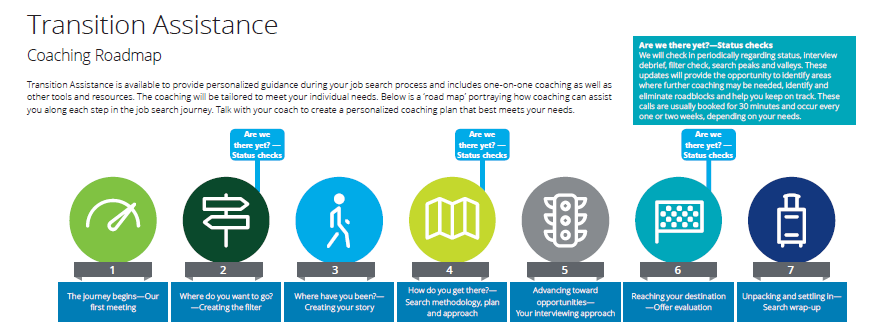 Transition Assistance
Coaching Roadmap
Are we there yet?—Status checks
We will check in periodically regarding status, interview
debrief, filter check, search peaks and valleys. These
updates will provide the opportunity to identify areas
where further coaching may be needed, identify and
eliminate roadblocks and help you keep on track. These
calls are usually booked for 30 minutes and occur every
one or two weeks, depending on your needs.
Transition Assistance is available to provide personalized guidance during your job search process and includes one-on-one coaching as well as
other tools and resources. The coaching will be tailored to meet your individual needs. Below is a 'road map' portraying how coaching can assist
you along each step in the job search journey. Talk with your coach to create a personalized coaching plan that best meets your needs.
Are we
there yet? —
Status checks
Are we
there yet? —
Status checks
Are we
there yet? —
Status checks
1
The journey begins—Our
first meeting
2
Where do you want to go?
—Creating the filter
3
Where have you been?—
Creating your story
4
How do you get there?—
Search methodology, plan
and approach
5
Advancing toward
opportunities—
Your interviewing approach
6
Reaching your destination
—Offer evaluation
7
Unpacking and settling in—
Search wrap-up